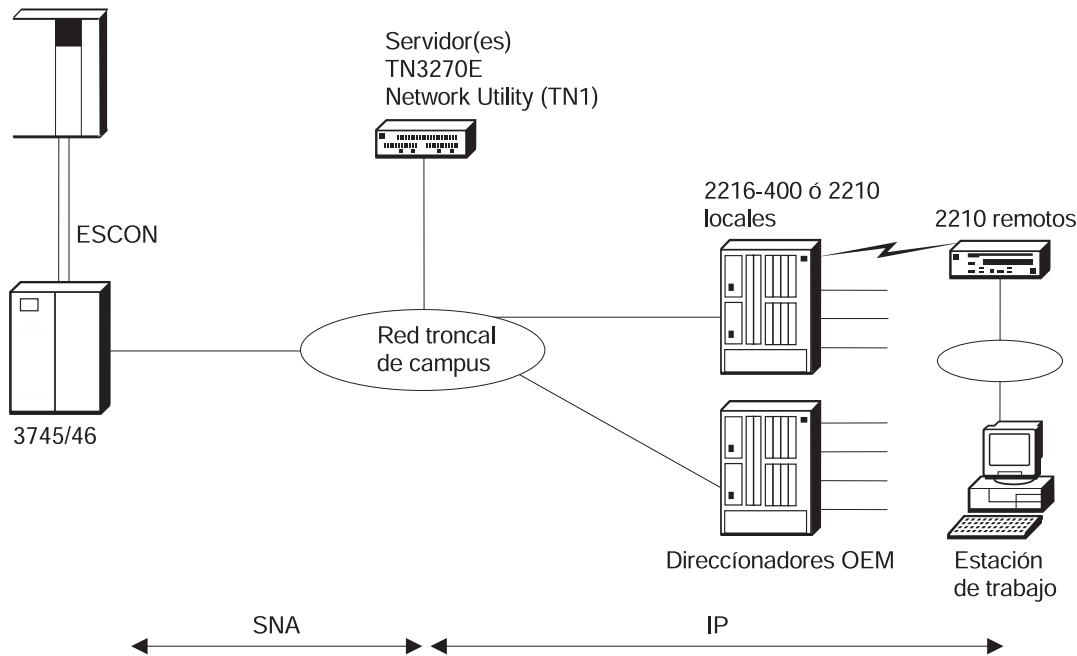 Servidor(es)
TN3270E
Network Utility (TN1)
2216-400 ó 2210
locales
2210 remotos
ESCON
Red troncal
de campus
3745/46
Direccíonadores OEM
Estación
de trabajo
SNA
IP